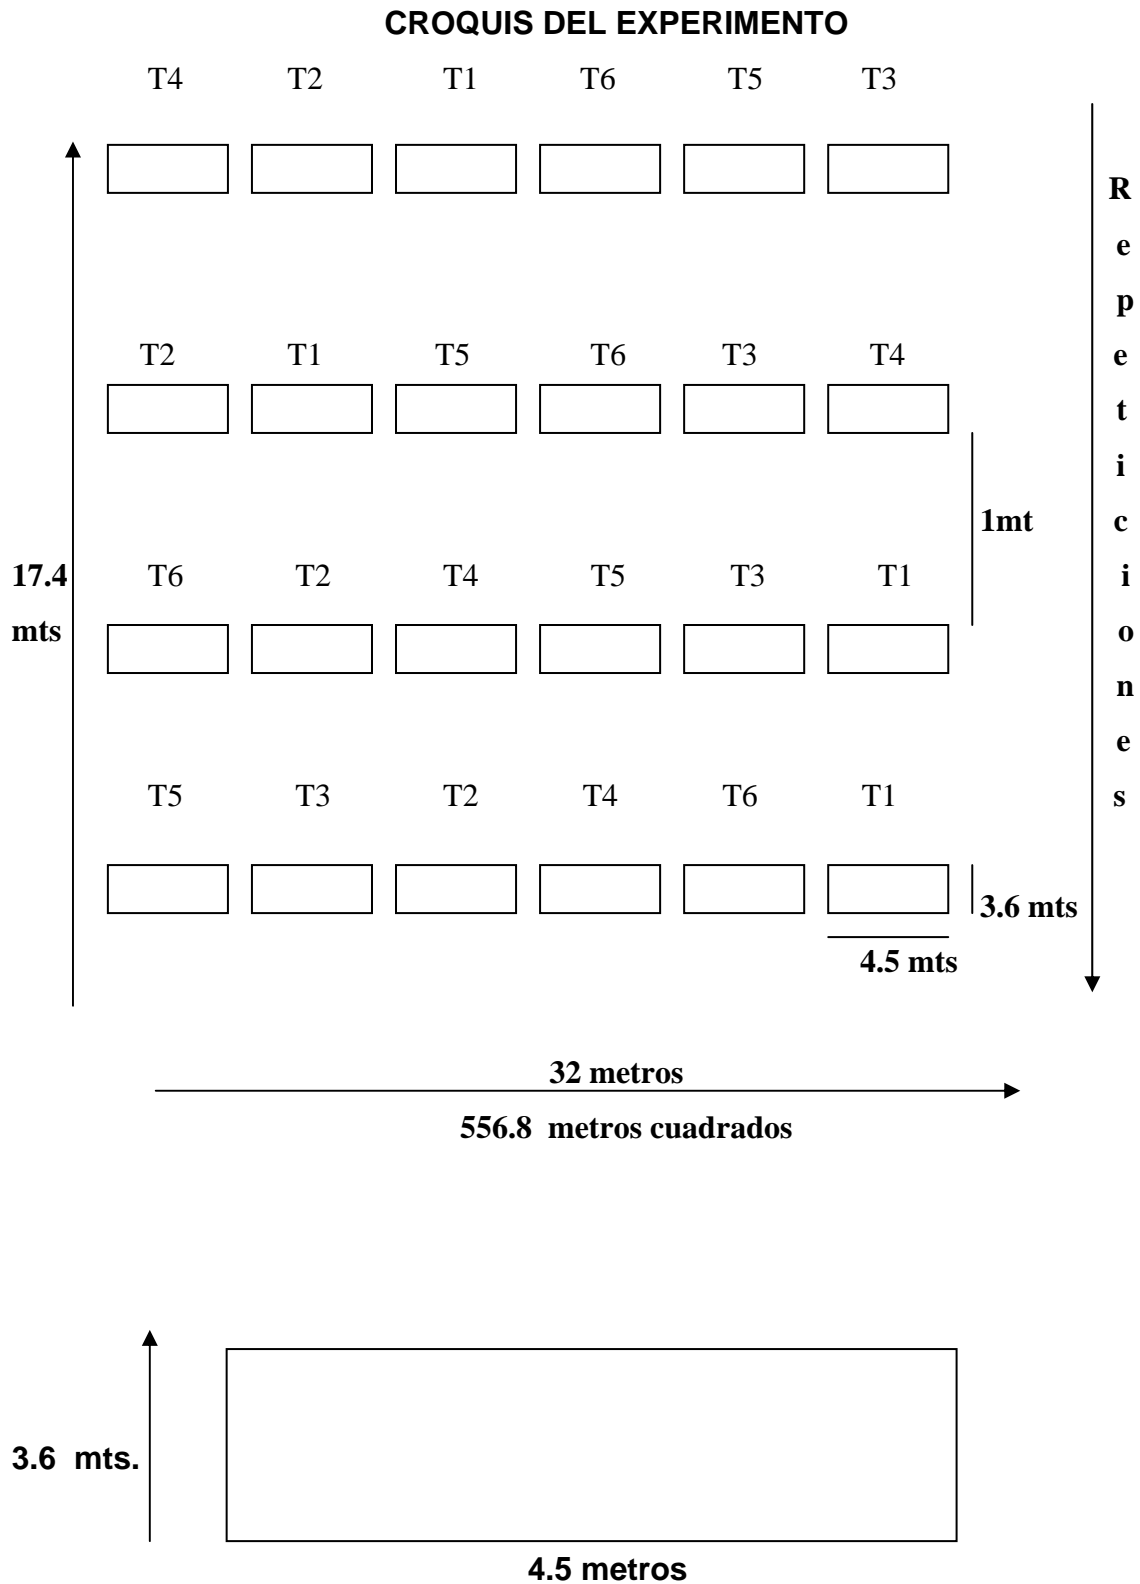 CROQUIS DEL EXPERIMENTO
T4 T2 T1 T6 T5 T3
T2 T1 T5 T6 T3 T4
1mt
17.4
mts
T6 T2 T4 T5 T3 T1
T5 T3 T2 T4 T6 T1
3.6 mts
4.5 mts
Repeticiones
32 metros
556.8 metros cuadrados
3.6 mts.
4.5 metros